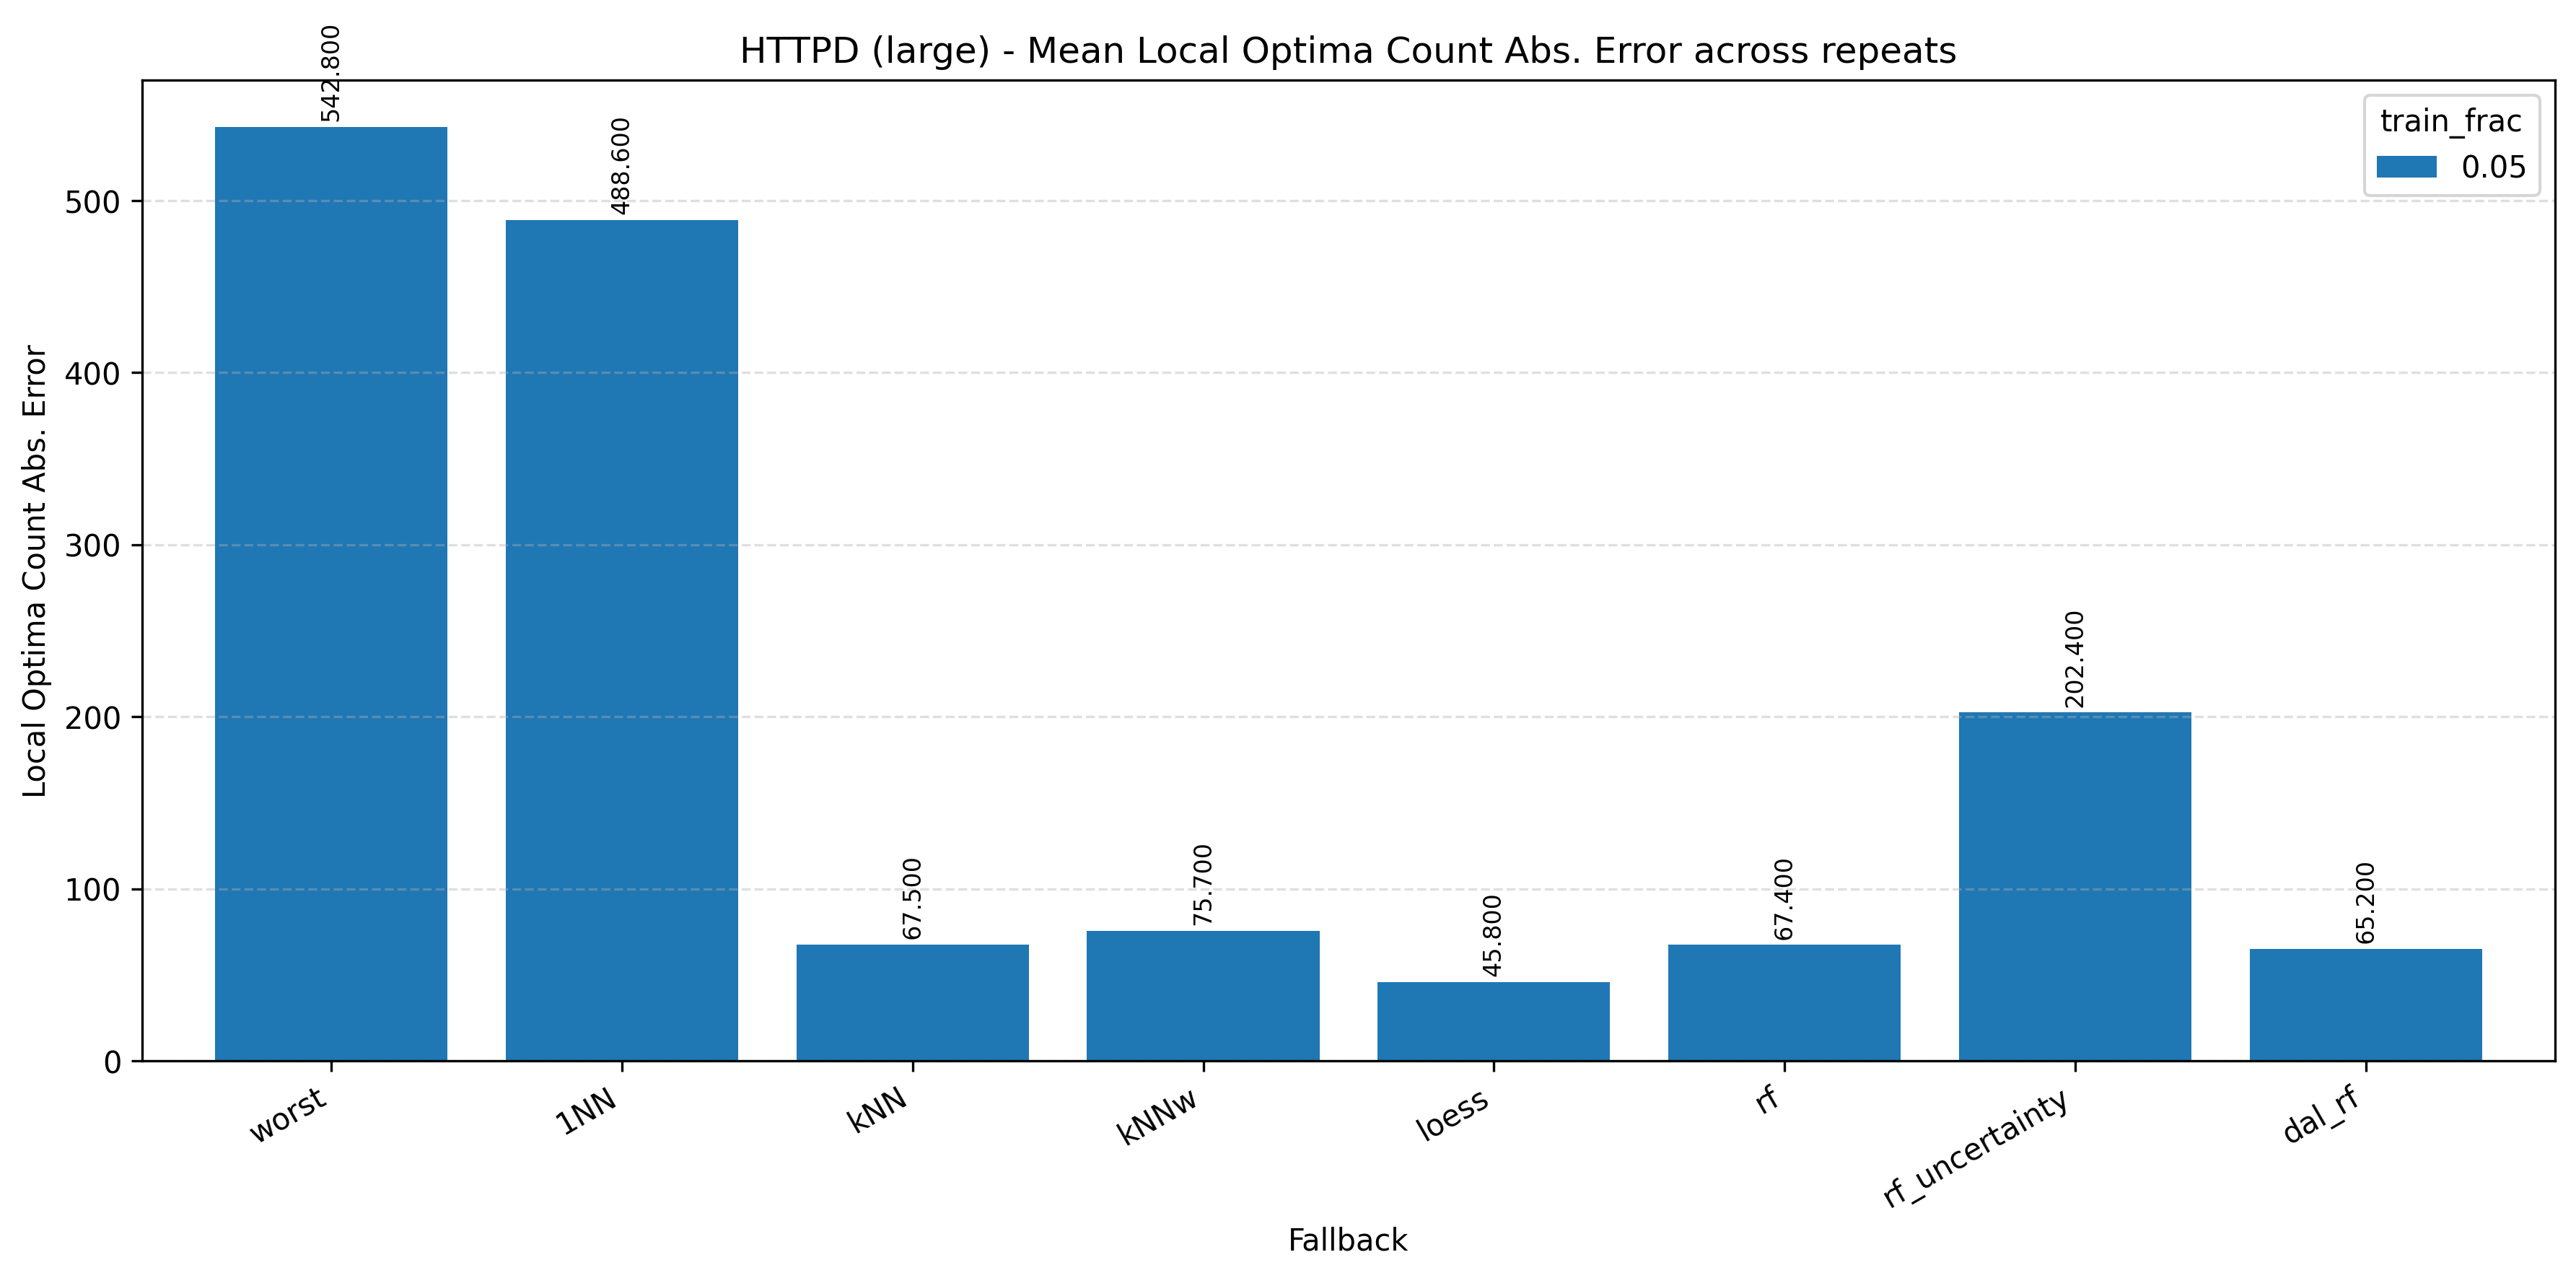 HTTPD (large) - Mean Local Optima Count Abs. Error across repeats
train_frac
0.05
Local Optima Count Abs. Error
500
400
300
200
100
0
542.800
488.600
67.500
75.700
45.800
67.400
202.400
65.200
worst
1NN
kNN
kNNw
loess
rf
rf_uncertainty
dal_rf
Fallback